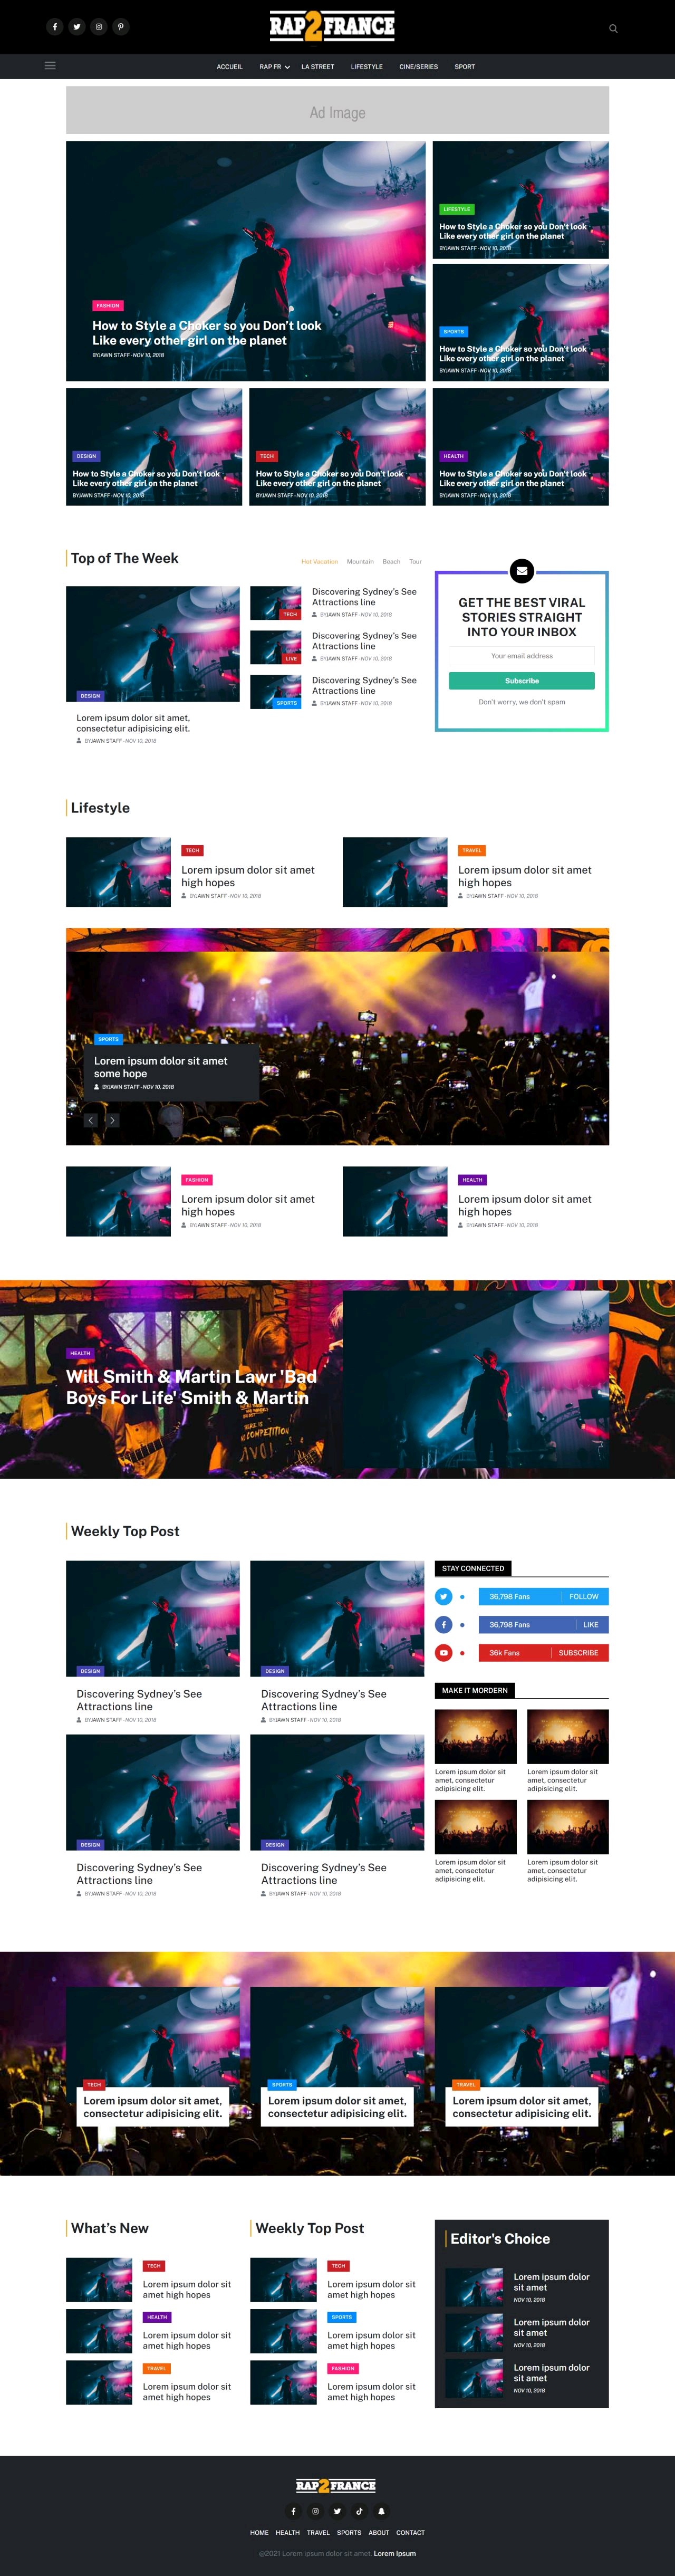 RAP2FRANCE
ACCUEIL RAP FR LA STREET LIFESTYLE CINE/SERIES SPORT
Ad Image
FASHION
How to Style a Choker so you Don't look
Like every other girl on the planet
BYJAWN STAFF - NOV 10, 2018
LIFESTYLE
How to Style a Choker so you Don't look
Like every other girl on the planet
BYJAWN STAFF - NOV 10, 2018
SPORTS
How to Style a Choker so you Don't look
Like every other girl on the planet
BYJAWN STAFF - NOV 10, 2018
DESIGN
How to Style a Choker so you Don't look
Like every other girl on the planet
BYJAWN STAFF - NOV 10, 2018
TECH
How to Style a Choker so you Don't look
Like every other girl on the planet
BYJAWN STAFF - NOV 10, 2018
HEALTH
How to Style a Choker so you Don't look
Like every other girl on the planet
BYJAWN STAFF - NOV 10, 2018
Top of The Week
Hot Vacation Mountain Beach Tour
DESIGN
Lorem ipsum dolor sit amet,
consectetur adipisicing elit.
BYJAWN STAFF - NOV 10, 2018
TECH
Discovering Sydney's See
Attractions line
BYJAWN STAFF - NOV 10, 2018
LIVE
Discovering Sydney's See
Attractions line
BYJAWN STAFF - NOV 10, 2018
SPORTS
Discovering Sydney's See
Attractions line
BYJAWN STAFF - NOV 10, 2018
GET THE BEST VIRAL
STORIES STRAIGHT
INTO YOUR INBOX
Your email address
Subscribe
Don't worry, we don't spam
Lifestyle
TECH
Lorem ipsum dolor sit amet
high hopes
BYJAWN STAFF - NOV 10, 2018
TRAVEL
Lorem ipsum dolor sit amet
high hopes
BYJAWN STAFF - NOV 10, 2018
SPORTS
Lorem ipsum dolor sit amet
some hope
BYJAWN STAFF - NOV 10, 2018
FASHION
Lorem ipsum dolor sit amet
high hopes
BYJAWN STAFF - NOV 10, 2018
HEALTH
Lorem ipsum dolor sit amet
high hopes
BYJAWN STAFF - NOV 10, 2018
HEALTH
Will Smith & Martin Lawr 'Bad
Boys For Life' Smith & Martin
THERE IS
NO COMPETITION
Weekly Top Post
DESIGN
Discovering Sydney's See
Attractions line
BYJAWN STAFF - NOV 10, 2018
DESIGN
Discovering Sydney's See
Attractions line
BYJAWN STAFF - NOV 10, 2018
DESIGN
Discovering Sydney's See
Attractions line
BYJAWN STAFF - NOV 10, 2018
DESIGN
Discovering Sydney's See
Attractions line
BYJAWN STAFF - NOV 10, 2018
STAY CONNECTED
36,798 Fans FOLLOW
36,798 Fans LIKE
36k Fans SUBSCRIBE
MAKE IT MORDERN
Lorem ipsum dolor sit
amet, consectetur
adipisicing elit.
Lorem ipsum dolor sit
amet, consectetur
adipisicing elit.
Lorem ipsum dolor sit
amet, consectetur
adipisicing elit.
Lorem ipsum dolor sit
amet, consectetur
adipisicing elit.
TECH
Lorem ipsum dolor sit amet,
consectetur adipisicing elit.
SPORTS
Lorem ipsum dolor sit amet,
consectetur adipisicing elit.
TRAVEL
Lorem ipsum dolor sit amet,
consectetur adipisicing elit.
What's New
TECH
Lorem ipsum dolor sit
amet high hopes
HEALTH
Lorem ipsum dolor sit
amet high hopes
TRAVEL
Lorem ipsum dolor sit
amet high hopes
Weekly Top Post
TECH
Lorem ipsum dolor sit
amet high hopes
SPORTS
Lorem ipsum dolor sit
amet high hopes
FASHION
Lorem ipsum dolor sit
amet high hopes
Editor's Choice
Lorem ipsum dolor
sit amet
NOV 10, 2018
Lorem ipsum dolor
sit amet
NOV 10, 2018
Lorem ipsum dolor
sit amet
NOV 10, 2018
RAP2FRANCE
HOME HEALTH TRAVEL SPORTS ABOUT CONTACT
@2021 Lorem ipsum dolor sit amet. Lorem Ipsum